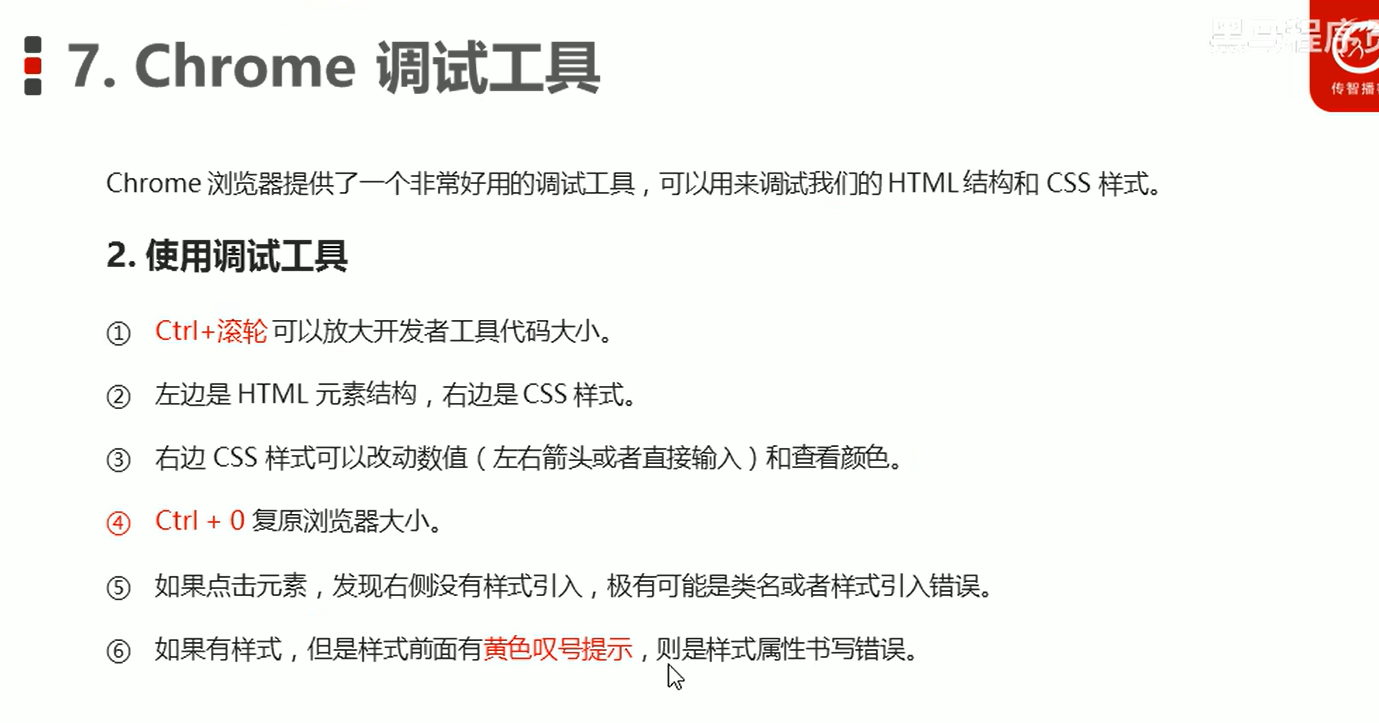 黑马程序员
7. Chrome 调试工具
传智播
Chrome 浏览器提供了一个非常好用的调试工具，可以用来调试我们的 HTML 结构和 CSS 样式。
2. 使用调试工具
① Ctrl+滚轮 可以放大开发者工具代码大小。
② 左边是 HTML 元素结构，右边是 CSS 样式。
③ 右边 CSS 样式可以改动数值（左右箭头或者直接输入）和查看颜色。
④ Ctrl + 0 复原浏览器大小。
⑤ 如果点击元素，发现右侧没有样式引入，极有可能是类名或者样式引入错误。
⑥ 如果有样式，但是样式前面有黄色叹号提示，则是样式属性书写错误。